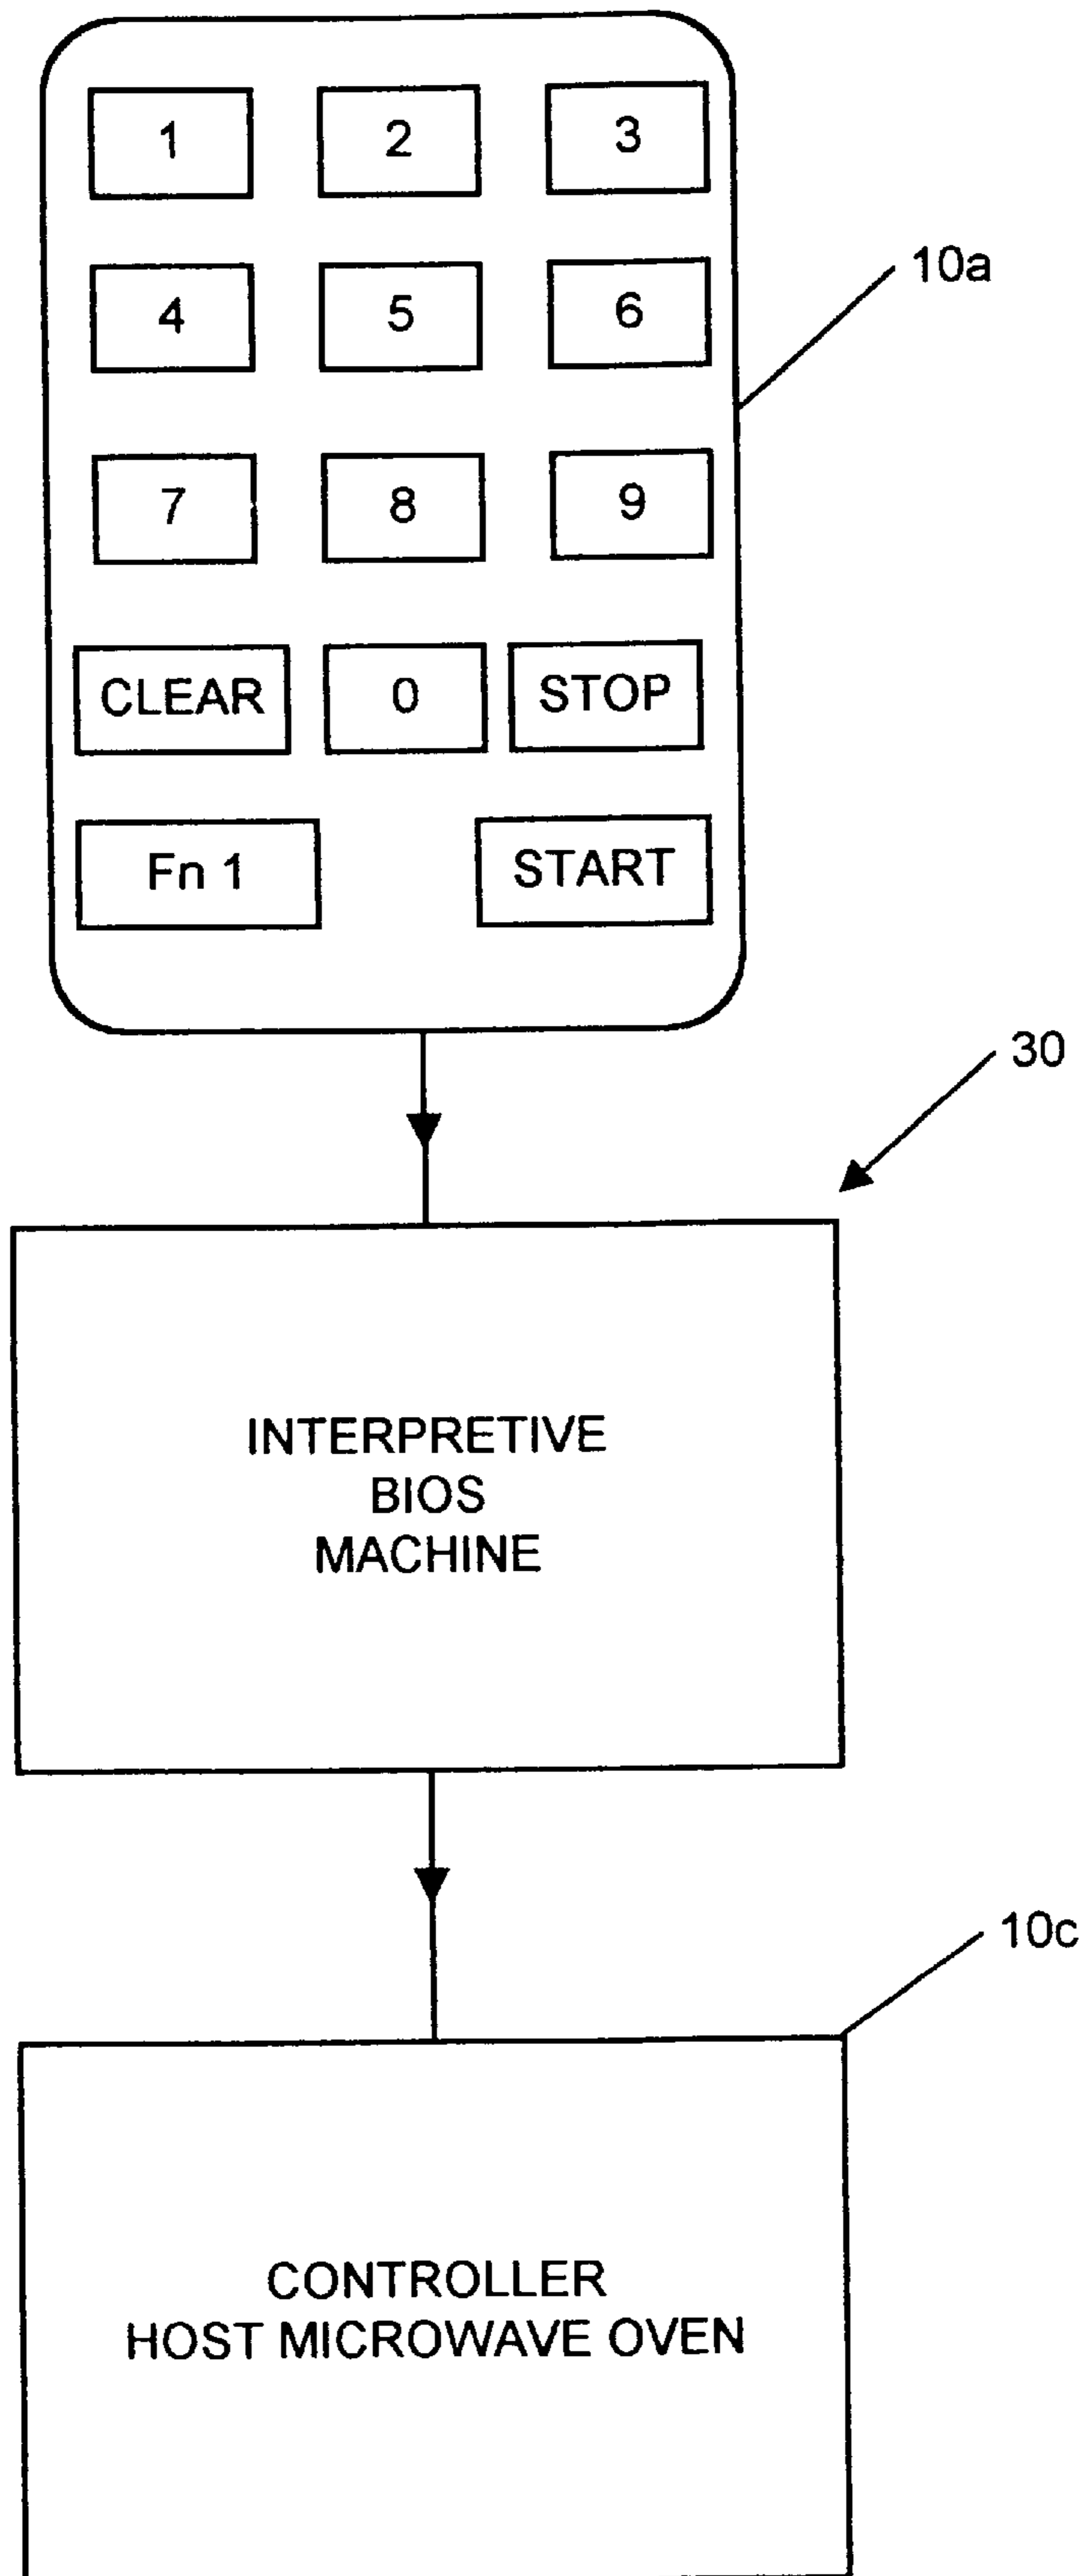 1 2 3
10a
4 5 6
7 8 9
CLEAR 0 STOP
Fn 1 START
30
INTERPRETIVE
BIOS
MACHINE
10c
CONTROLLER
HOST MICROWAVE OVEN